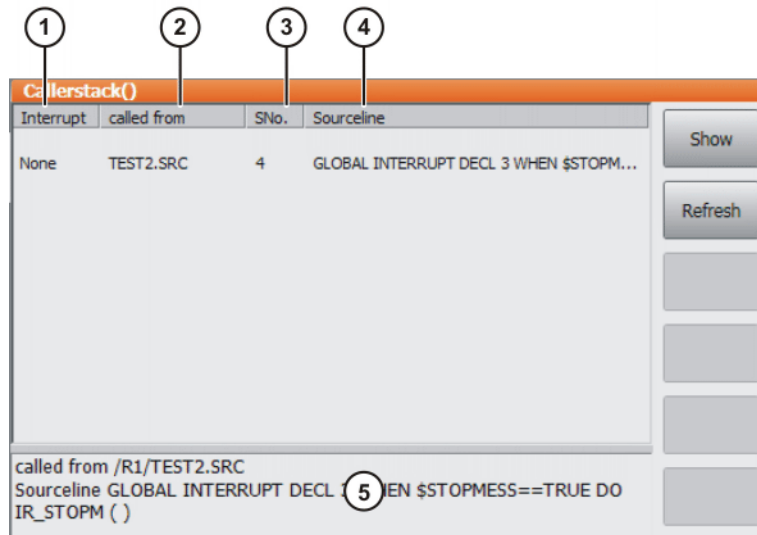 1 2 3 4
Callerstack()
Interrupt called from SNo. Sourceline
Show
None TEST2.SRC 4 GLOBAL INTERRUPT DECL 3 WHEN $STOPM...
Refresh
called from /R1/TEST2.SRC
Sourceline GLOBAL INTERRUPT DECL 5 $STOPMESS==TRUE DO
IR_STOPM ( )